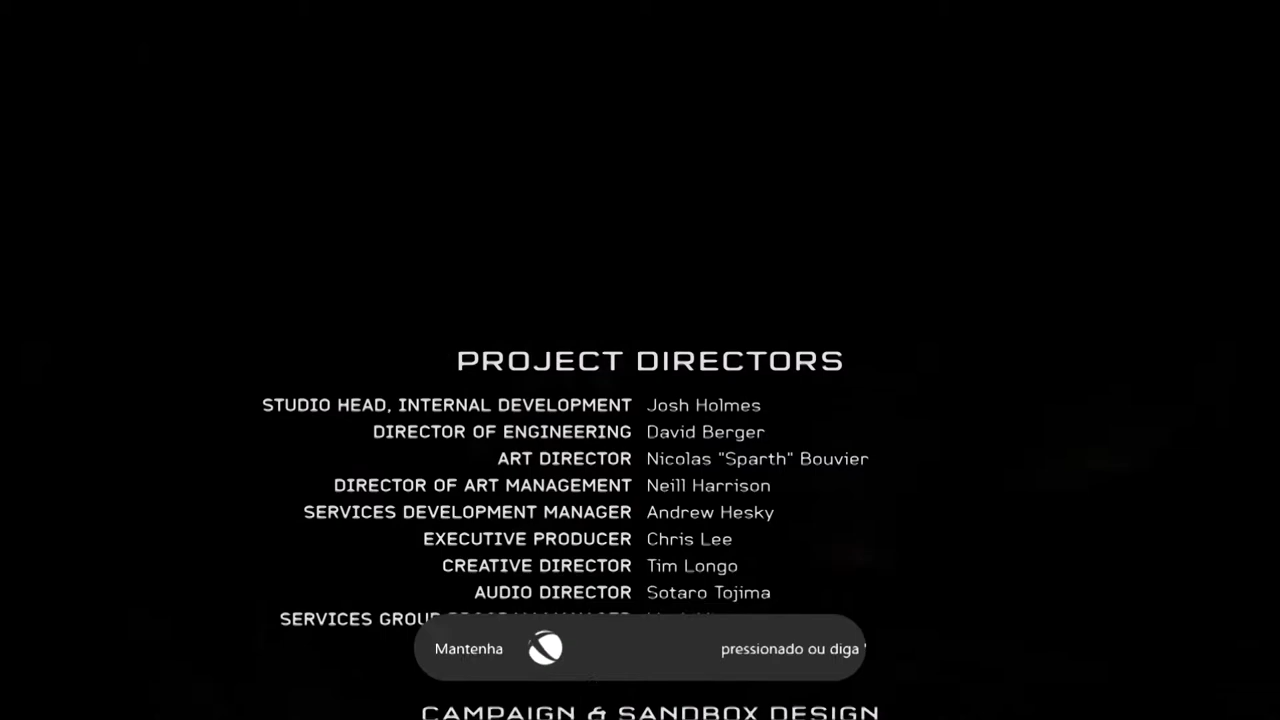 PROJECT DIRECTORS
STUDIO HEAD, INTERNAL DEVELOPMENT Josh Holmes
DIRECTOR OF ENGINEERING David Berger
ART DIRECTOR Nicolas "Sparth" Bouvier
DIRECTOR OF ART MANAGEMENT Neill Harrison
SERVICES DEVELOPMENT MANAGER Andrew Hesky
EXECUTIVE PRODUCER Chris Lee
CREATIVE DIRECTOR Tim Longo
AUDIO DIRECTOR Sotaro Tojima
SERVICES GROUP
Mantenha pressionado ou diga '
CAMPAIGN & SANDBOX DESIGN